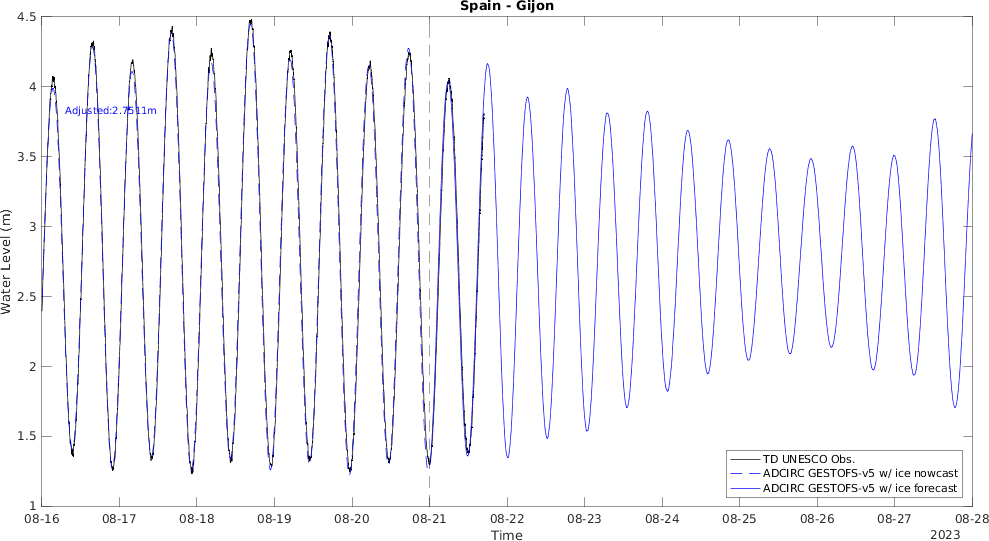 Spain - Gijon
4.5
4
3.5
3
2.5
2
1.5
1
Water Level (m)
Adjusted:2.7511m
TD UNESCO Obs.
ADCIRC GESTOFS-v5 w/ ice nowcast
ADCIRC GESTOFS-v5 w/ ice forecast
08-16 08-17 08-18 08-19 08-20 08-21 08-22 08-23 08-24 08-25 08-26 08-27 08-28
Time
2023